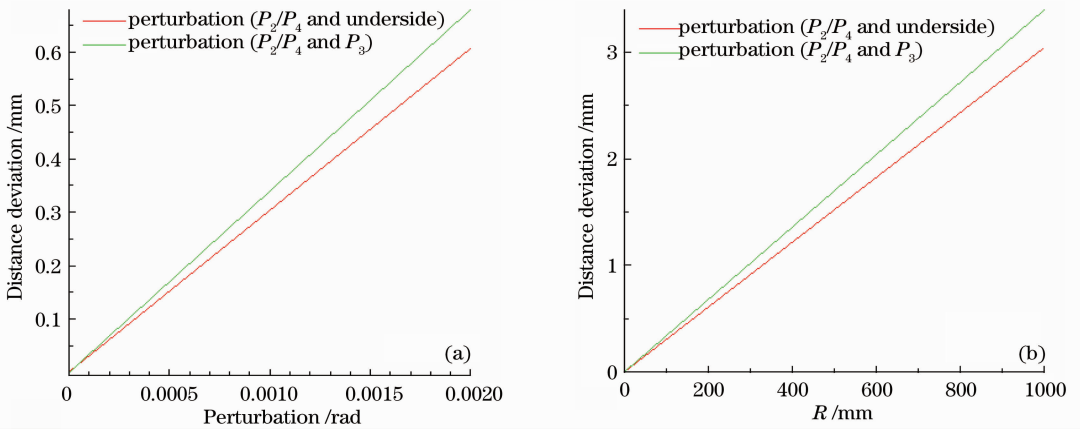 perturbation (P₂/P₄ and underside)
perturbation (P₂/P₄ and P₃)
Distance deviation /mm
0.6
0.5
0.4
0.3
0.2
0.1
0
0.0005
0.0010
0.0015
0.0020
Perturbation /rad
(a)
perturbation (P₂/P₄ and underside)
perturbation (P₂/P₄ and P₃)
Distance deviation /mm
3
2
1
0
0
200
400
600
800
1000
R /mm
(b)